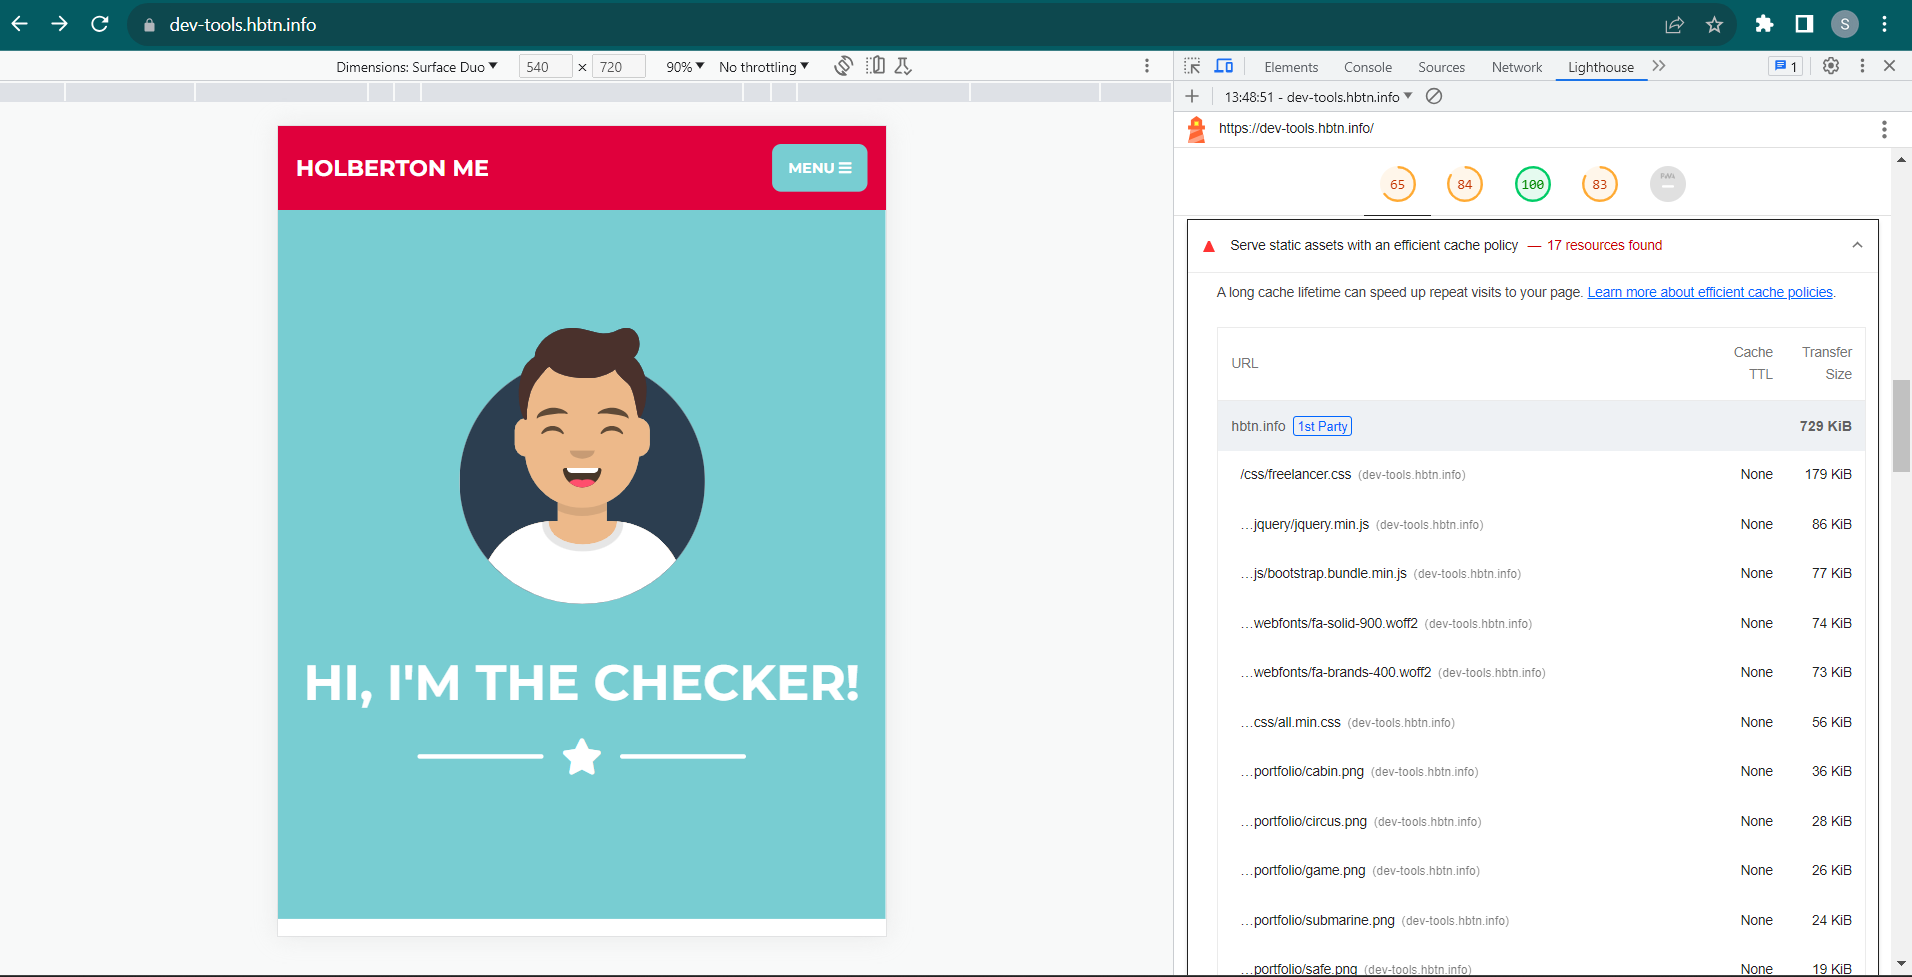 dev-tools.hbtn.info
S
Dimensions: Surface Duo 540 × 720 90% No throttling
Elements Console Sources Network Lighthouse 1
13:48:51 - dev-tools.hbtn.info
https://dev-tools.hbtn.info/
65 84 100 83 PWA
HOLBERTON ME
MENU
HI, I'M THE CHECKER!
Serve static assets with an efficient cache policy — 17 resources found
A long cache lifetime can speed up repeat visits to your page. Learn more about efficient cache policies.
URL Cache TTL Transfer Size
hbtn.info 1st Party 729 KiB
/css/freelancer.css (dev-tools.hbtn.info) None 179 KiB
…jquery/jquery.min.js (dev-tools.hbtn.info) None 86 KiB
…js/bootstrap.bundle.min.js (dev-tools.hbtn.info) None 77 KiB
…webfonts/fa-solid-900.woff2 (dev-tools.hbtn.info) None 74 KiB
…webfonts/fa-brands-400.woff2 (dev-tools.hbtn.info) None 73 KiB
…css/all.min.css (dev-tools.hbtn.info) None 56 KiB
…portfolio/cabin.png (dev-tools.hbtn.info) None 36 KiB
…portfolio/circus.png (dev-tools.hbtn.info) None 28 KiB
…portfolio/game.png (dev-tools.hbtn.info) None 26 KiB
…portfolio/submarine.png (dev-tools.hbtn.info) None 24 KiB
…portfolio/safe.png (dev-tools.hbtn.info) None 19 KiB